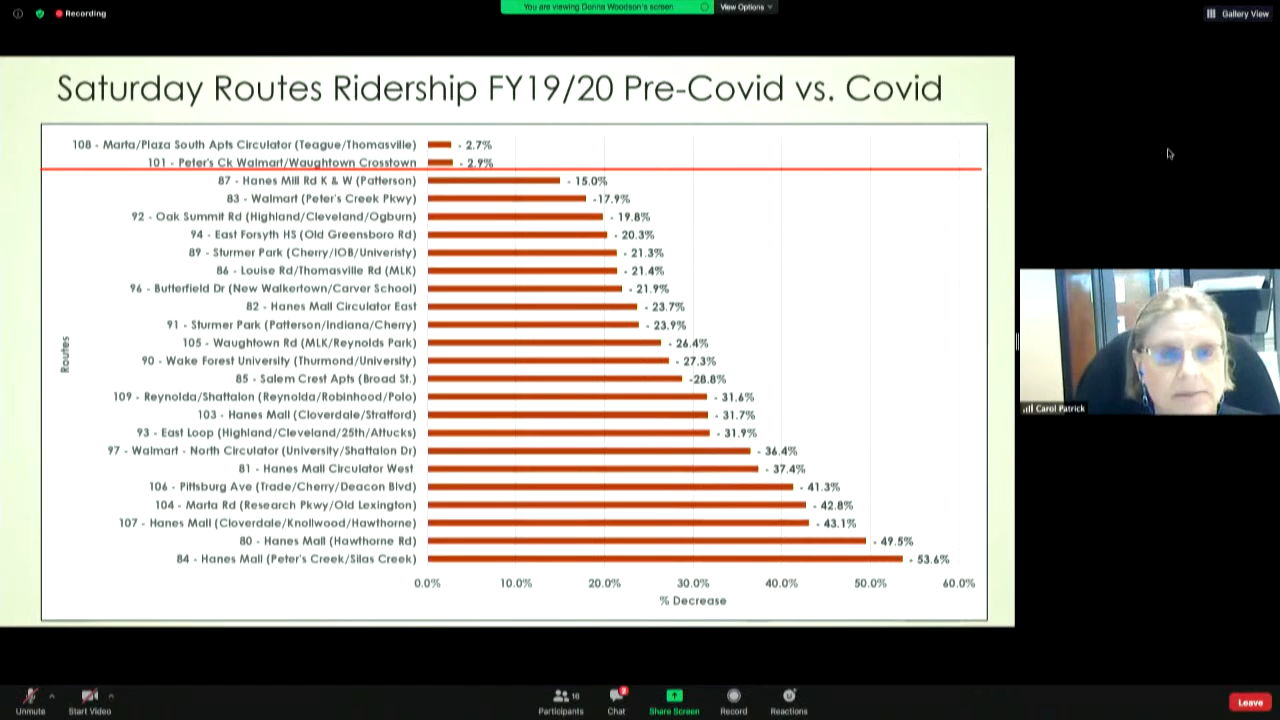 Recording
You are viewing Donna Woodson's screen
View Options
Gallery View
Saturday Routes Ridership FY19/20 Pre-Covid vs. Covid
108 - Marta/Plaza South Apts Circulator (Teague/Thomasville) - 2.7%
101 - Peter's Ck Walmart/Waughtown Crosstown - 2.9%
87 - Hanes Mill Rd K & W (Patterson) - 15.0%
83 - Walmart (Peter's Creek Pkwy) -17.9%
92 - Oak Summit Rd (Highland/Cleveland/Ogburn) - 19.8%
94 - East Forsyth HS (Old Greensboro Rd) - 20.3%
89 - Sturmer Park (Cherry/IOB/Univeristy) - 21.3%
86 - Louise Rd/Thomasville Rd (MLK) - 21.4%
96 - Butterfield Dr (New Walkertown/Carver School) - 21.9%
82 - Hanes Mall Circulator East - 23.7%
91 - Sturmer Park (Patterson/Indiana/Cherry) - 23.9%
105 - Waughtown Rd (MLK/Reynolds Park) - 26.4%
90 - Wake Forest University (Thurmond/University) - 27.3%
85 - Salem Crest Apts (Broad St.) -28.8%
109 - Reynolda/Shattalon (Reynolda/Robinhood/Polo) - 31.6%
103 - Hanes Mall (Cloverdale/Stratford) - 31.7%
93 - East Loop (Highland/Cleveland/25th/Attucks) - 31.9%
97 - Walmart - North Circulator (University/Shattalon Dr) - 36.4%
81 - Hanes Mall Circulator West - 37.4%
106 - Pittsburg Ave (Trade/Cherry/Deacon Blvd) - 41.3%
104 - Marta Rd (Research Pkwy/Old Lexington) - 42.8%
107 - Hanes Mall (Cloverdale/Knollwood/Hawthorne) - 43.1%
80 - Hanes Mall (Hawthorne Rd) - 49.5%
84 - Hanes Mall (Peter's Creek/Silas Creek) - 53.6%
Routes
0.0% 10.0% 20.0% 30.0% 40.0% 50.0% 60.0%
% Decrease
Carol Patrick
Unmute
Start Video
Participants 16
Chat
Share Screen
Record
Reactions
Leave